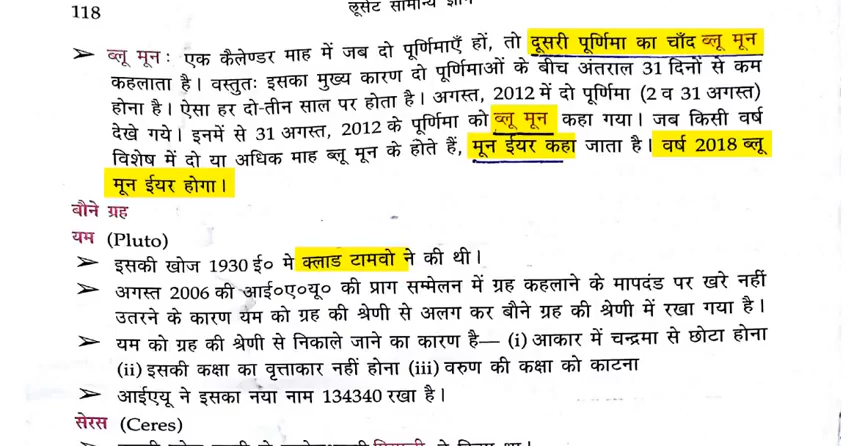 118
लूसेंट सामान्य ज्ञान
➤ ब्लू मून : एक कैलेण्डर माह में जब दो पूर्णिमाएँ हों, तो दूसरी पूर्णिमा का चाँद ब्लू मून
कहलाता है। वस्तुतः इसका मुख्य कारण दो पूर्णिमाओं के बीच अंतराल 31 दिनों से कम
होना है। ऐसा हर दो-तीन साल पर होता है। अगस्त, 2012 में दो पूर्णिमा (2 व 31 अगस्त)
देखे गये। इनमें से 31 अगस्त, 2012 के पूर्णिमा को ब्लू मून कहा गया। जब किसी वर्ष
विशेष में दो या अधिक माह ब्लू मून के होते हैं, मून ईयर कहा जाता है। वर्ष 2018 ब्लू
मून ईयर होगा।
बौने ग्रह
यम (Pluto)
➤ इसकी खोज 1930 ई० मे क्लाड टामवो ने की थी।
➤ अगस्त 2006 की आई०ए०यू० की प्राग सम्मेलन में ग्रह कहलाने के मापदंड पर खरे नहीं
उतरने के कारण यम को ग्रह की श्रेणी से अलग कर बौने ग्रह की श्रेणी में रखा गया है।
➤ यम को ग्रह की श्रेणी से निकाले जाने का कारण है— (i) आकार में चन्द्रमा से छोटा होना
(ii) इसकी कक्षा का वृत्ताकार नहीं होना (iii) वरुण की कक्षा को काटना
➤ आईएयू ने इसका नया नाम 134340 रखा है।
सेरस (Ceres)